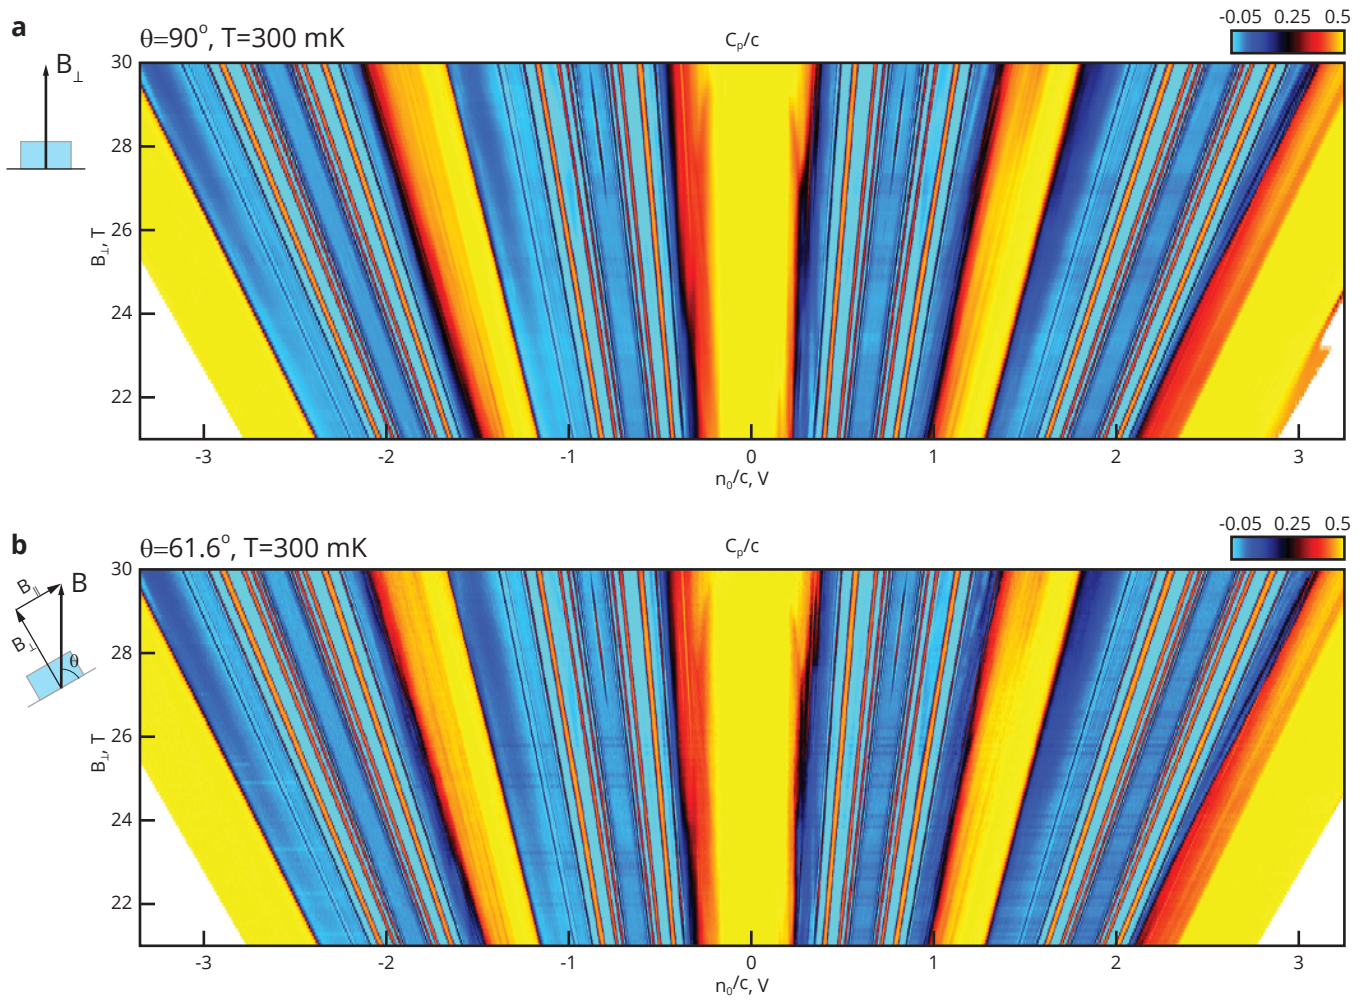 a
θ=90°, T=300 mK
Cₚ/c
-0.05 0.25 0.5
B⊥
30
28
26
24
22
B⊥, T
-3 -2 -1 0 1 2 3
n₀/c, V
b
θ=61.6°, T=300 mK
Cₚ/c
-0.05 0.25 0.5
B∥
B
B⊥
θ
30
28
26
24
22
B⊥, T
-3 -2 -1 0 1 2 3
n₀/c, V